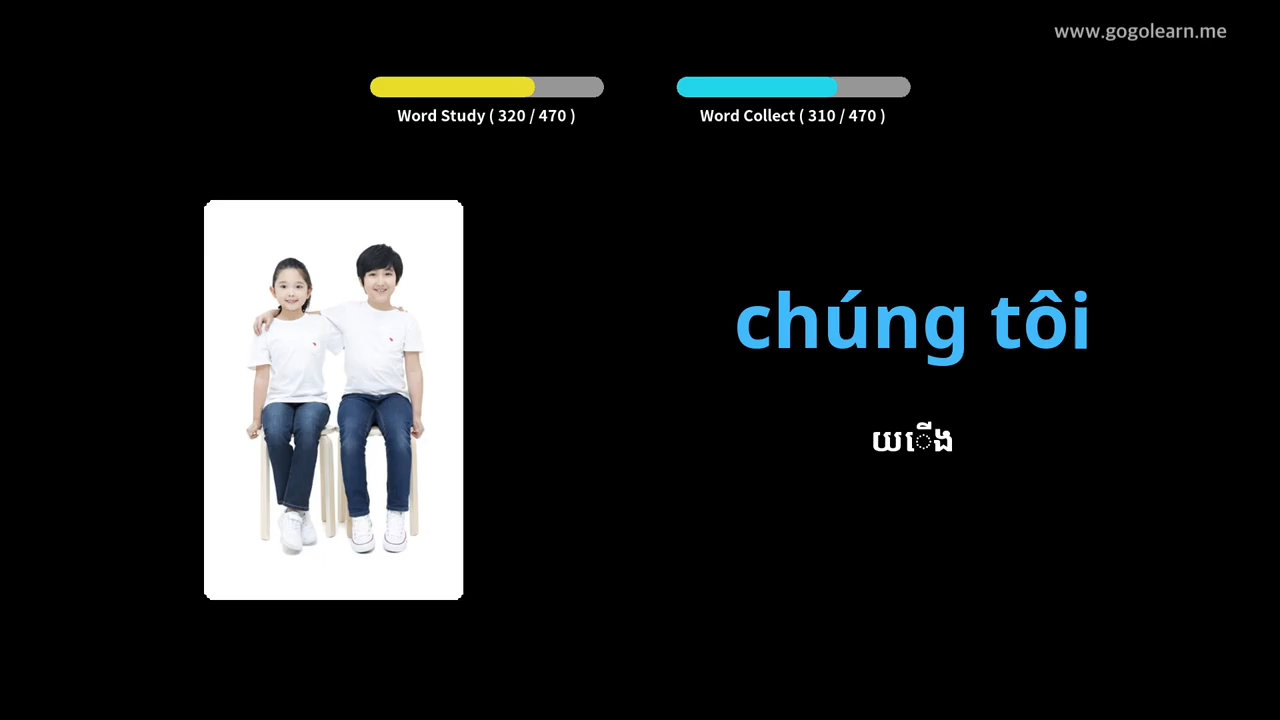 www.gogolearn.me
Word Study ( 320 / 470 )
Word Collect ( 310 / 470 )
chúng tôi
យើង